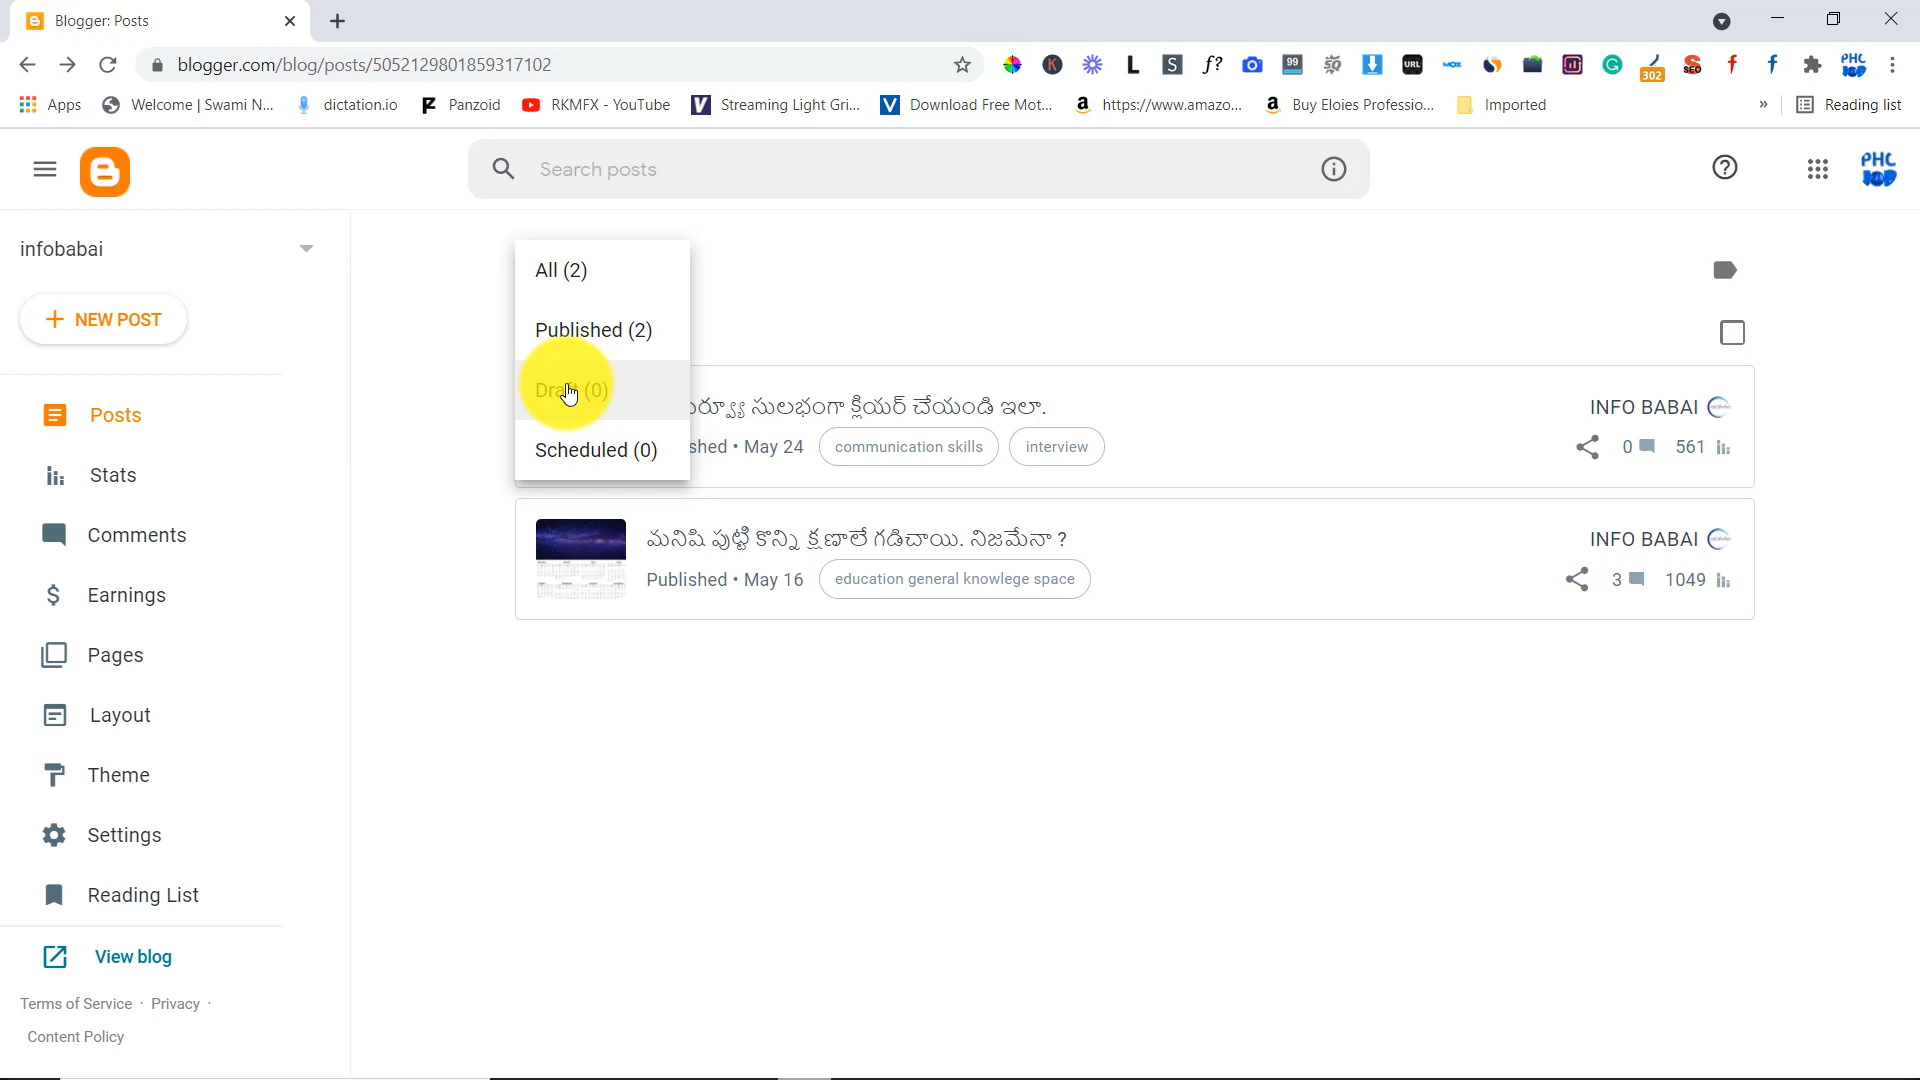 Blogger: Posts
blogger.com/blog/posts/5052129801859317102
Apps
Welcome | Swami N...
dictation.io
Panzoid
RKMFX - YouTube
Streaming Light Gri...
Download Free Mot...
https://www.amazo...
Buy Eloies Professio...
Imported
»
Reading list
Search posts
PHC
infobabai
NEW POST
Posts
Stats
Comments
Earnings
Pages
Layout
Theme
Settings
Reading List
View blog
Terms of Service · Privacy ·
Content Policy
All (2)
Published (2)
Draft (0)
Scheduled (0)
సులభంగా క్లియర్ చేయండి ఇలా.
INFO BABAI
shed • May 24 communication skills interview
0 561
మనిషి పుట్టి కొన్ని క్షణాలే గడిచాయి. నిజమేనా ?
INFO BABAI
Published • May 16 education general knowlege space
3 1049